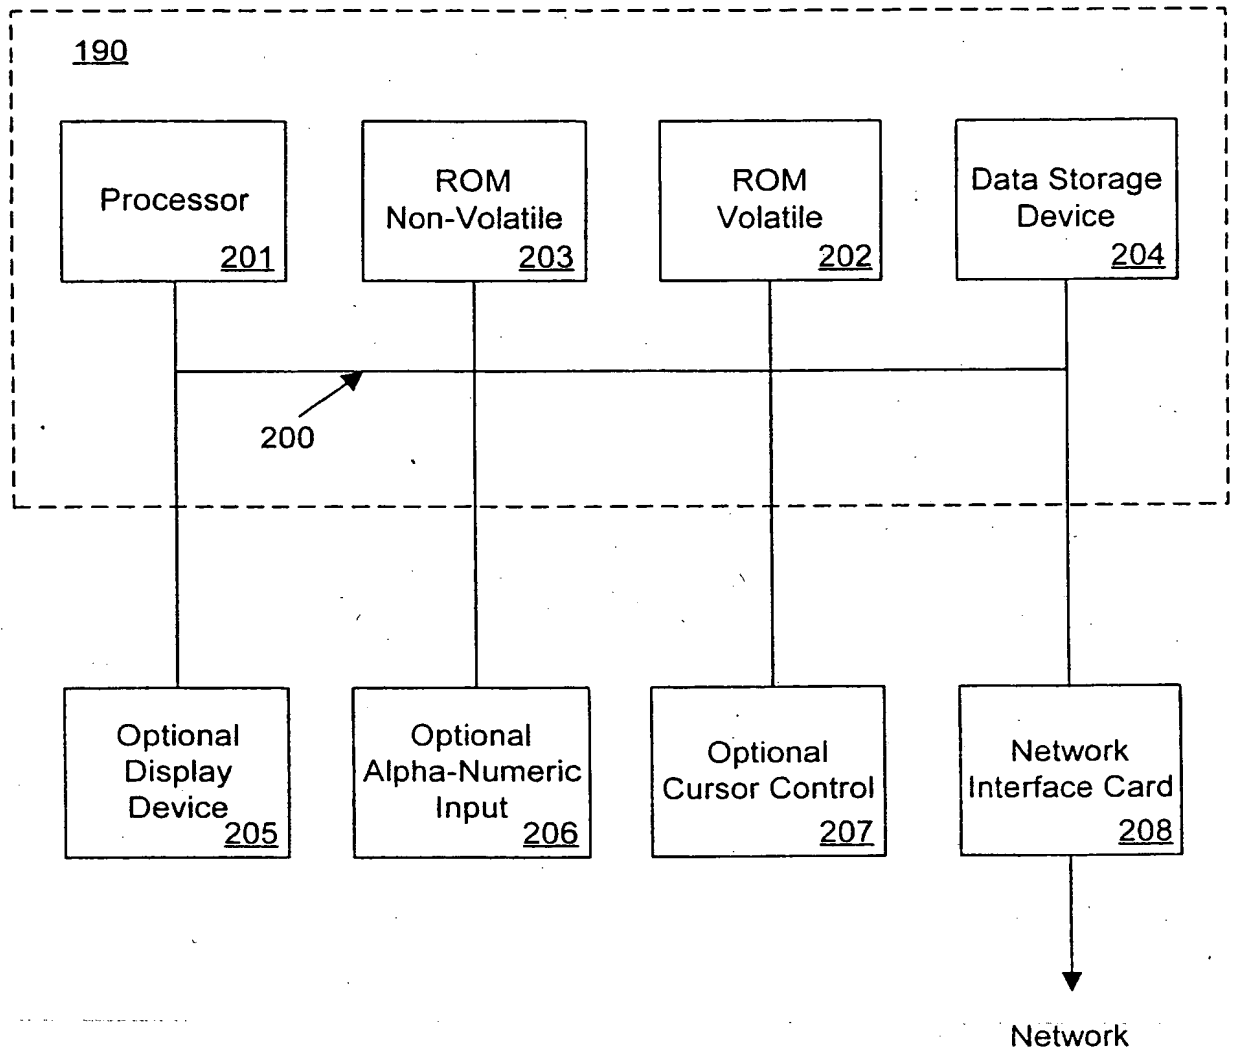 190
Processor
201
ROM
Non-Volatile
203
ROM
Volatile
202
Data Storage
Device
204
200
Optional
Display
Device
205
Optional
Alpha-Numeric
Input
206
Optional
Cursor Control
207
Network
Interface Card
208
Network